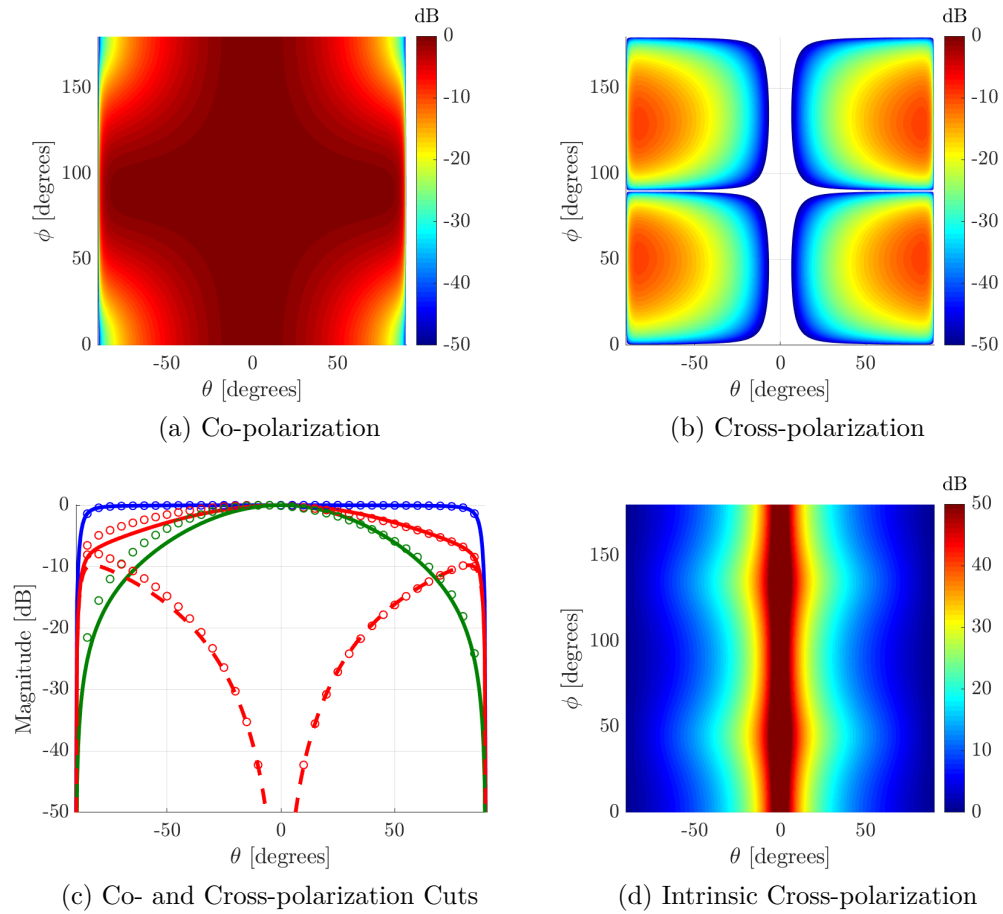 dB
0
-10
-20
-30
-40
-50
150
100
50
0
-50 0 50
ϕ [degrees]
θ [degrees]
(a) Co-polarization
dB
0
-10
-20
-30
-40
-50
150
100
50
0
-50 0 50
ϕ [degrees]
θ [degrees]
(b) Cross-polarization
0
-10
-20
-30
-40
-50
-50 0 50
Magnitude [dB]
θ [degrees]
(c) Co- and Cross-polarization Cuts
dB
50
40
30
20
10
0
150
100
50
0
-50 0 50
ϕ [degrees]
θ [degrees]
(d) Intrinsic Cross-polarization